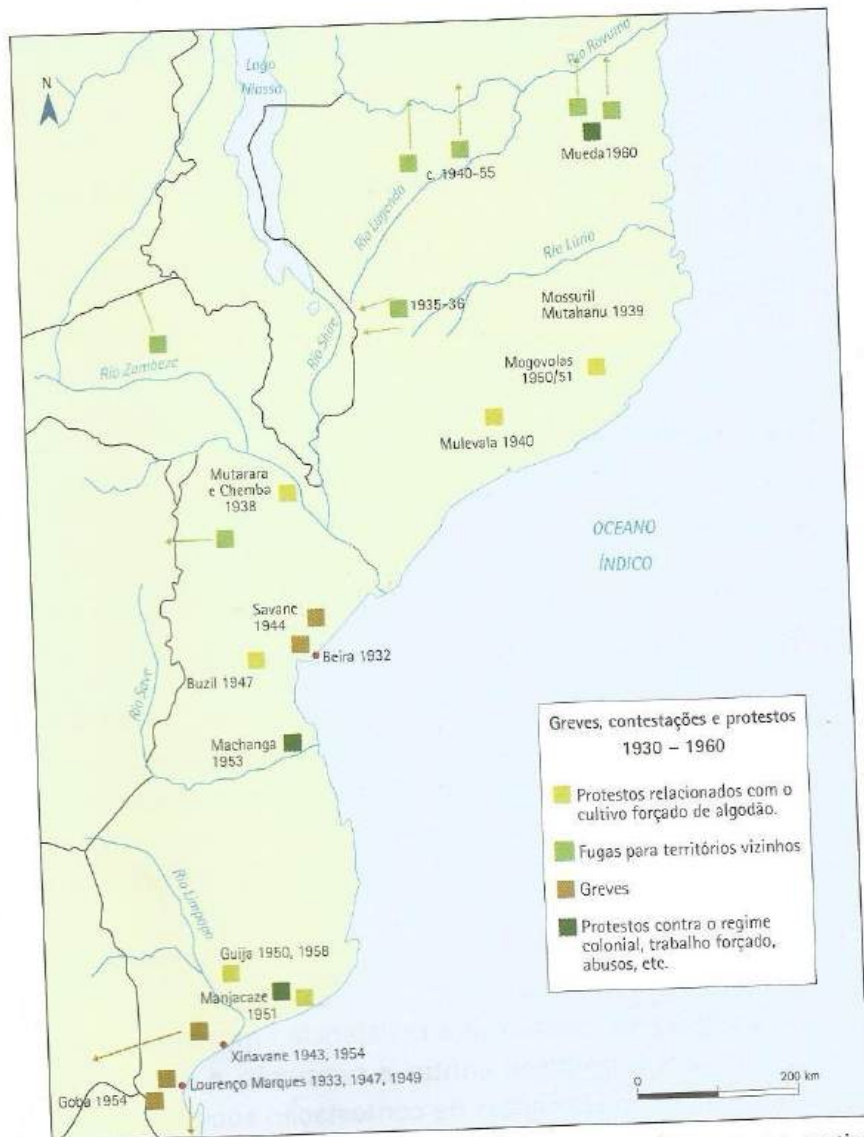 N
Lago
Niassa
Rio Rovuma
Mueda 1960
c. 1940-55
Rio Lugenda
Rio Lúrio
1935-36
Mossuril
Mutahanu 1939
Rio Shire
Rio Zambeze
Mogovolas
1950/51
Mulevala 1940
Mutarara
e Chemba
1938
OCEANO
ÍNDICO
Savane
1944
Beira 1932
Buzil 1947
Rio Save
Machanga
1953
Greves, contestações e protestos
1930 – 1960
Protestos relacionados com o
cultivo forçado de algodão.
Fugas para territórios vizinhos
Greves
Protestos contra o regime
colonial, trabalho forçado,
abusos, etc.
Rio Limpopo
Guija 1950, 1958
Manjacaze
1951
Xinavane 1943, 1954
Lourenço Marques 1933, 1947, 1949
Goba 1954
0 200 km